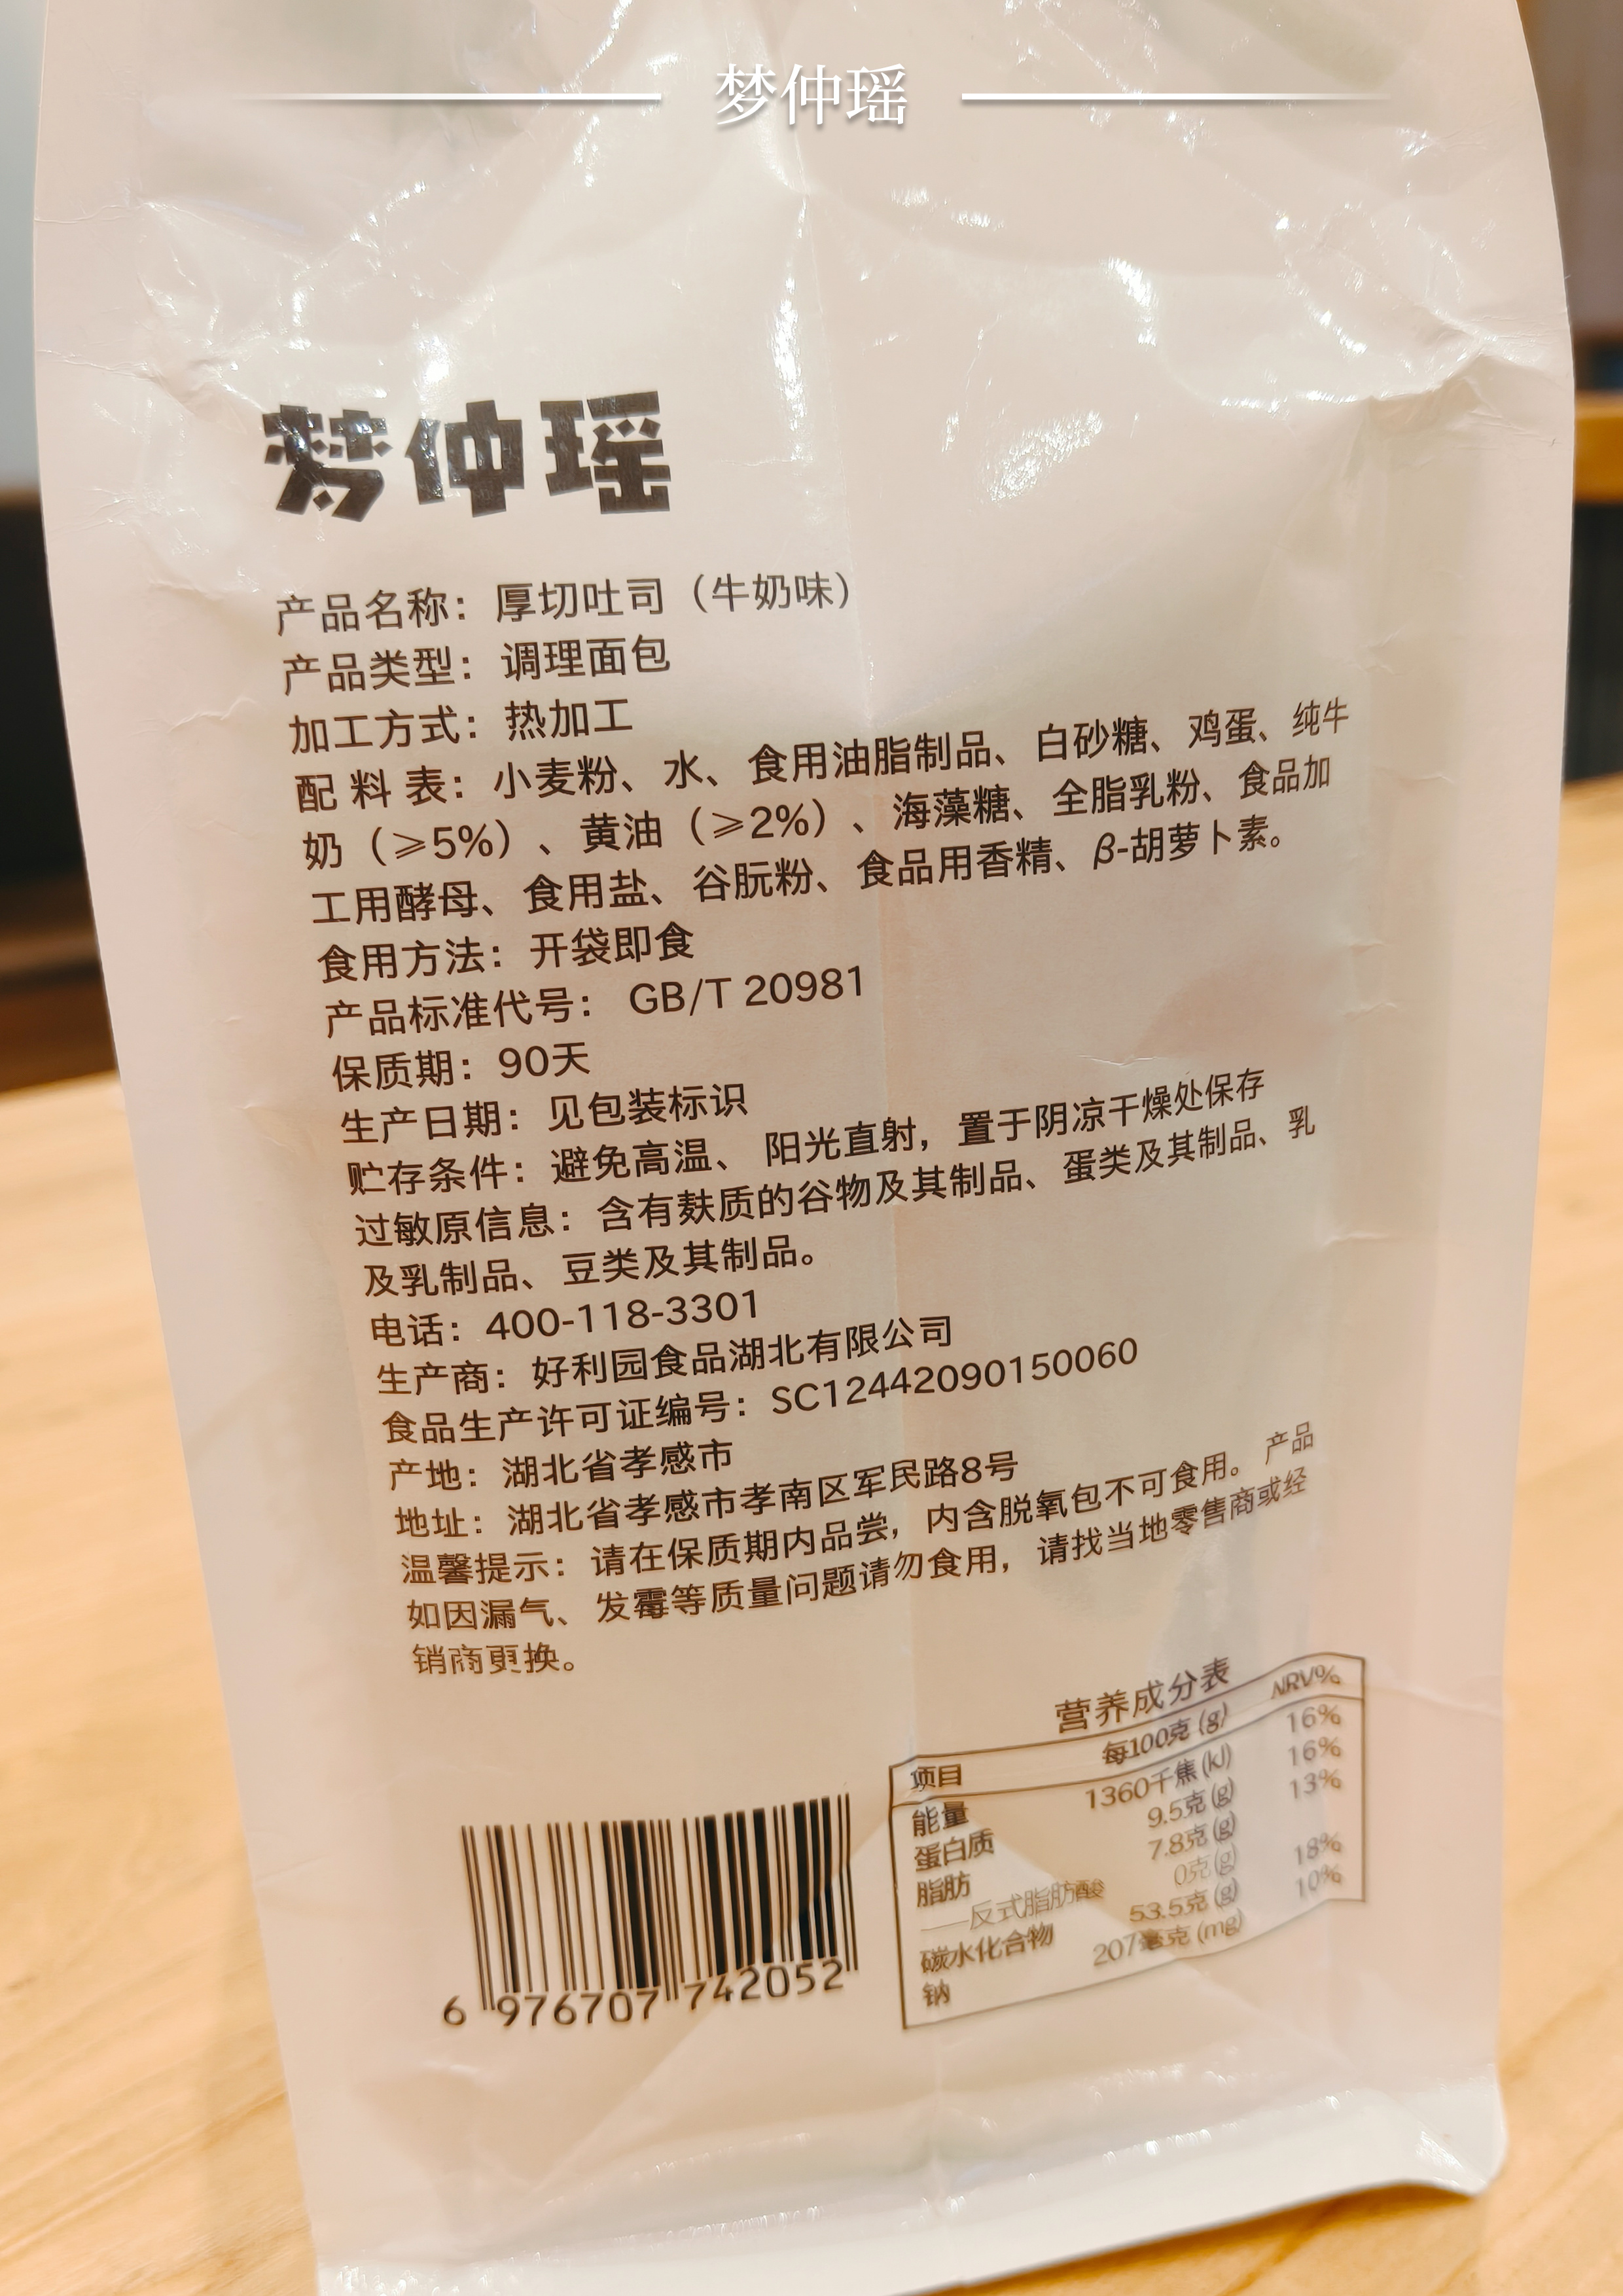 梦仲瑶
梦仲瑶
产品名称：厚切吐司（牛奶味）
产品类型：调理面包
加工方式：热加工
配料表：小麦粉、水、食用油脂制品、白砂糖、鸡蛋、纯牛
奶（≥5%）、黄油（≥2%）、海藻糖、全脂乳粉、食品加
工用酵母、食用盐、谷朊粉、食品用香精、β-胡萝卜素。
食用方法：开袋即食
产品标准代号：GB/T 20981
保质期：90天
生产日期：见包装标识
贮存条件：避免高温、阳光直射，置于阴凉干燥处保存
过敏原信息：含有麸质的谷物及其制品、蛋类及其制品、乳
及乳制品、豆类及其制品。
电话：400-118-3301
生产商：好利园食品湖北有限公司
食品生产许可证编号：SC12442090150060
产地：湖北省孝感市
地址：湖北省孝感市孝南区军民路8号
温馨提示：请在保质期内品尝，内含脱氧包不可食用。产品
如因漏气、发霉等质量问题请勿食用，请找当地零售商或经
销商更换。
营养成分表
项目 每100克(g) NRV%
能量 1360千焦(kJ) 16%
蛋白质 9.5克(g) 16%
脂肪 7.8克(g) 13%
——反式脂肪酸 0克(g)
碳水化合物 53.5克(g) 18%
钠 207毫克(mg) 10%
6 976707 742052